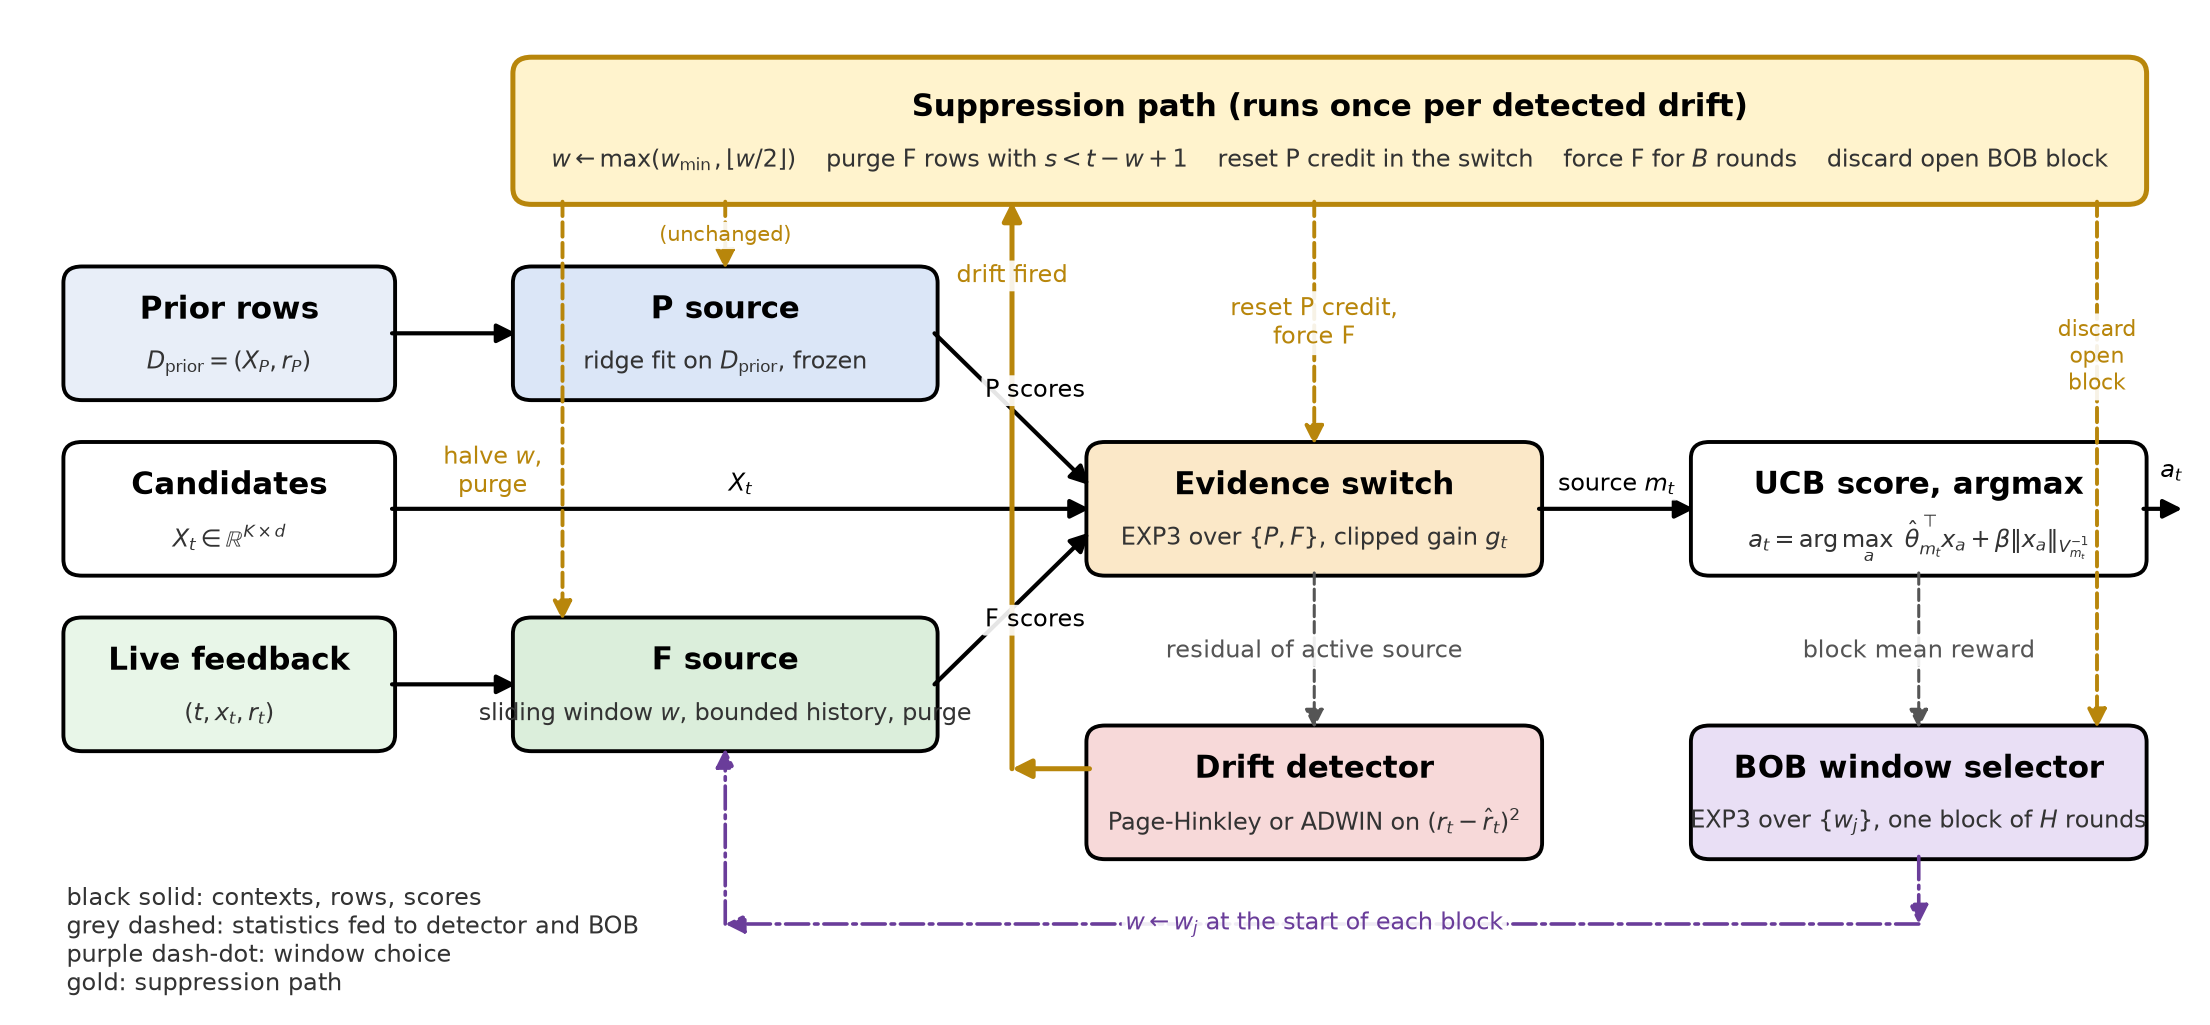 Suppression path (runs once per detected drift)
w ← max(w_min, ⌊w/2⌋) purge F rows with s < t − w + 1 reset P credit in the switch force F for B rounds discard open BOB block
(unchanged)
drift fired
reset P credit,
force F
discard
open
block
Prior rows
D_prior = (X_P, r_P)
P source
ridge fit on D_prior, frozen
P scores
Candidates
X_t ∈ ℝ^{K×d}
halve w,
purge
X_t
Evidence switch
EXP3 over {P, F}, clipped gain g_t
source m_t
UCB score, argmax
a_t = arg max_a θ̂_{m_t}^⊤ x_a + β‖x_a‖_{V_{m_t}^{−1}}
a_t
Live feedback
(t, x_t, r_t)
F source
sliding window w, bounded history, purge
F scores
residual of active source
block mean reward
Drift detector
Page-Hinkley or ADWIN on (r_t − r̂_t)²
BOB window selector
EXP3 over {w_j}, one block of H rounds
w ← w_j at the start of each block
black solid: contexts, rows, scores
grey dashed: statistics fed to detector and BOB
purple dash-dot: window choice
gold: suppression path